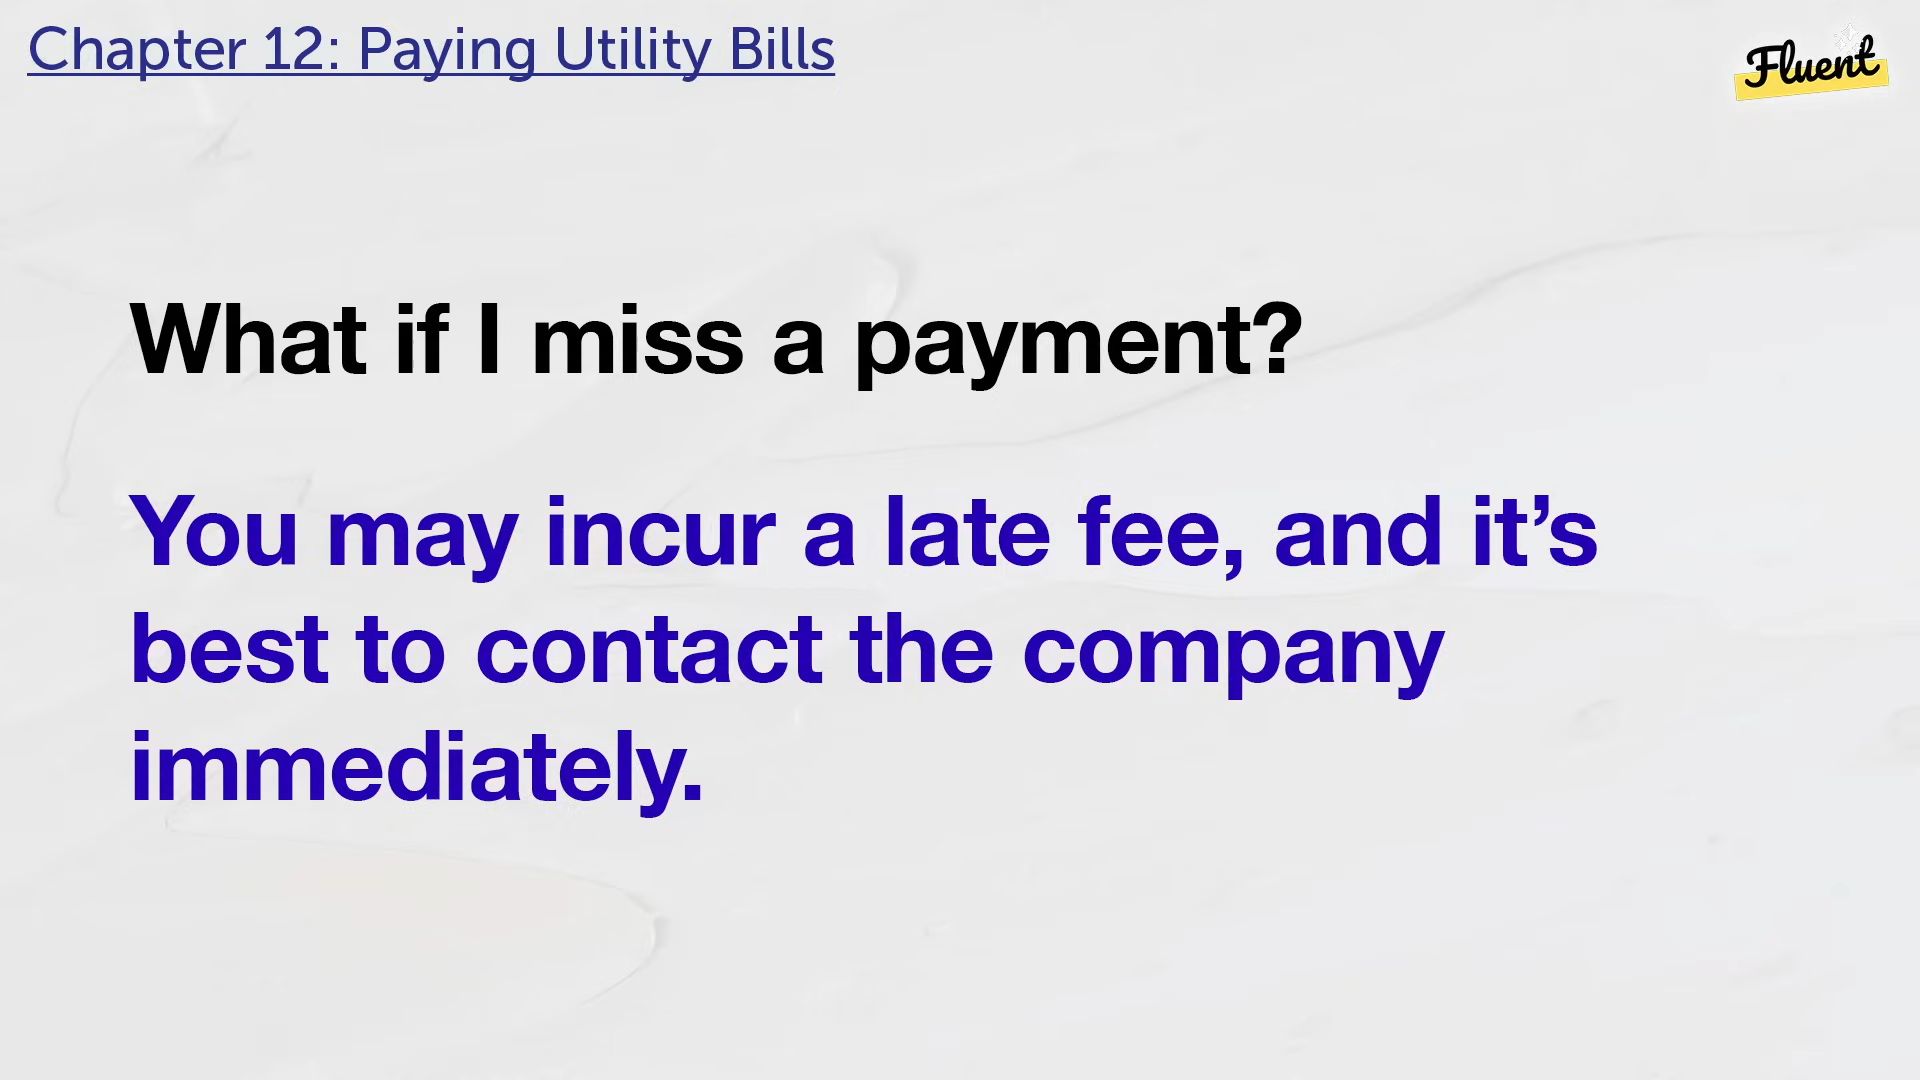 Chapter 12: Paying Utility Bills
Fluent
What if I miss a payment?
You may incur a late fee, and it’s
best to contact the company
immediately.